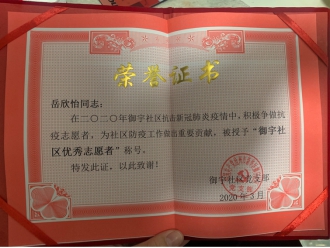 荣誉证书
岳欣怡同志：
在二〇二〇年御宇社区抗击新冠肺炎疫情中，积极争做抗
疫志愿者，为社区防疫工作做出重要贡献，被授予“御宇社
区优秀志愿者”称号。
特发此证，以此致谢！
御宇社区党支部
2020年3月